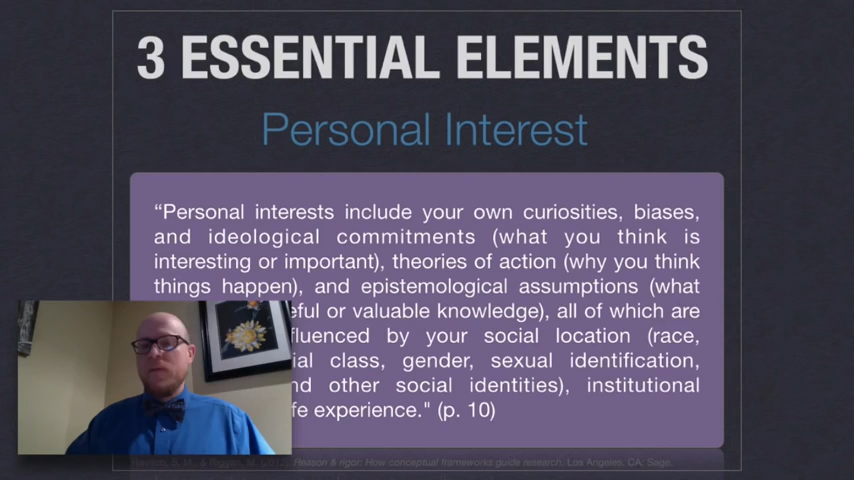 3 ESSENTIAL ELEMENTS
Personal Interest
“Personal interests include your own curiosities, biases,
and ideological commitments (what you think is
interesting or important), theories of action (why you think
things happen), and epistemological assumptions (what
eful or valuable knowledge), all of which are
fluenced by your social location (race,
ial class, gender, sexual identification,
nd other social identities), institutional
fe experience." (p. 10)
Reason & rigor: How conceptual frameworks guide research. Los Angeles, CA: Sage.